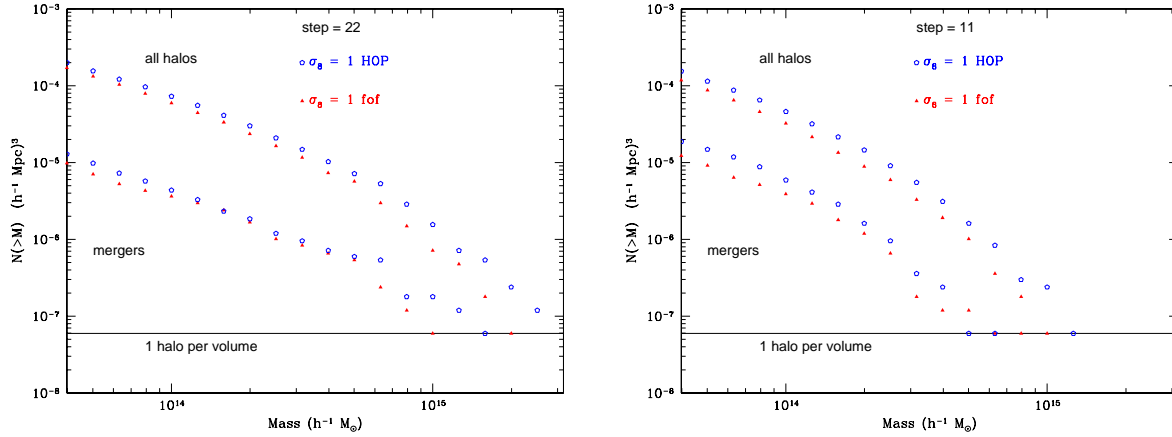 step = 22
all halos
σ₈ = 1 HOP
σ₈ = 1 fof
mergers
1 halo per volume
N(>M) (h⁻¹ Mpc)³
10⁻³
10⁻⁴
10⁻⁵
10⁻⁶
10⁻⁷
10⁻⁸
10¹⁴
10¹⁵
Mass (h⁻¹ M☉)
step = 11
all halos
σ₈ = 1 HOP
σ₈ = 1 fof
mergers
1 halo per volume
N(>M) (h⁻¹ Mpc)³
10⁻³
10⁻⁴
10⁻⁵
10⁻⁶
10⁻⁷
10⁻⁸
10¹⁴
10¹⁵
Mass (h⁻¹ M☉)